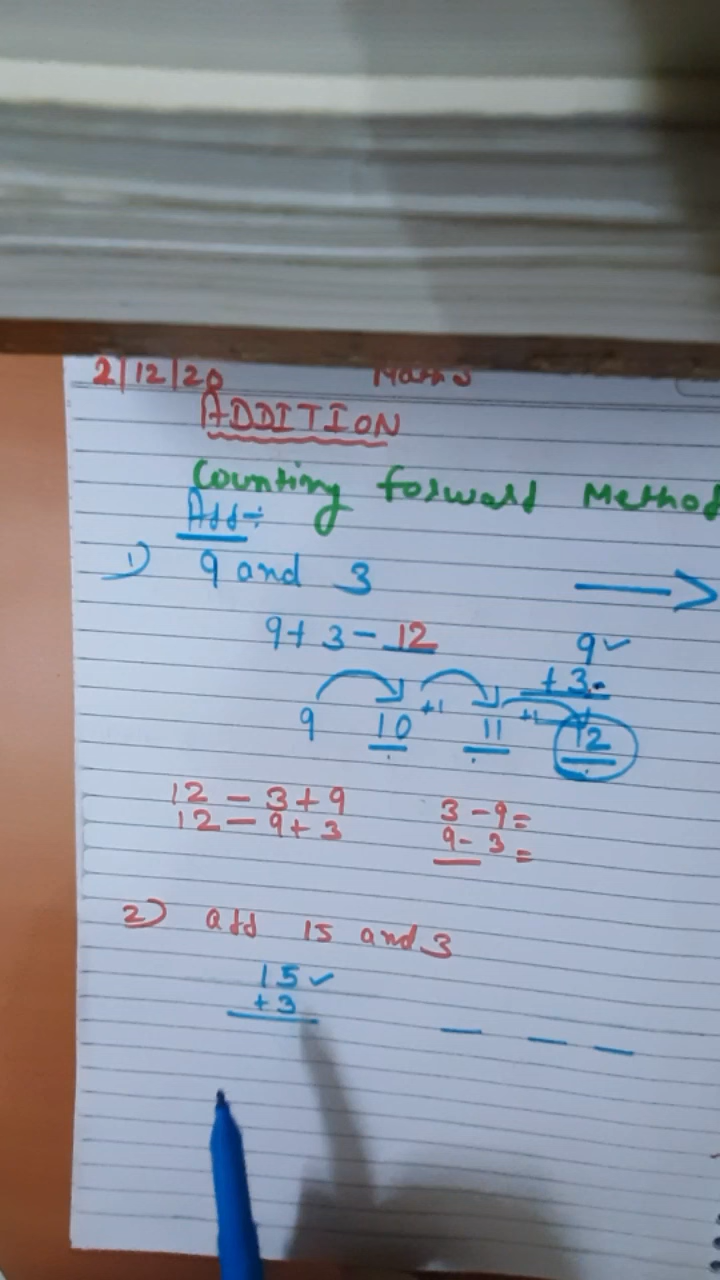 2/12/20 Maths
ADDITION
Counting forward Method
Add:-
1) 9 and 3
9+ 3 - 12
9
+3
9 10 +1 11 +1 12
12 - 3+9
12 - 9+ 3
3 -9=
9- 3 =
2) add 15 and 3
15
+3